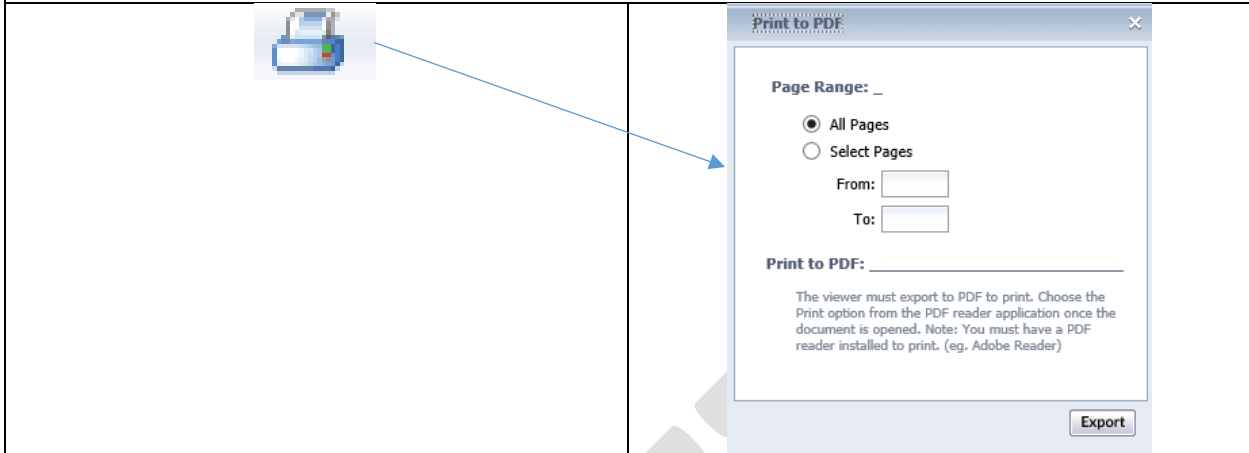 Print to PDF
Page Range: _
All Pages
Select Pages
From:
To:
Print to PDF: ______________________________
The viewer must export to PDF to print. Choose the
Print option from the PDF reader application once the
document is opened. Note: You must have a PDF
reader installed to print. (eg. Adobe Reader)
Export